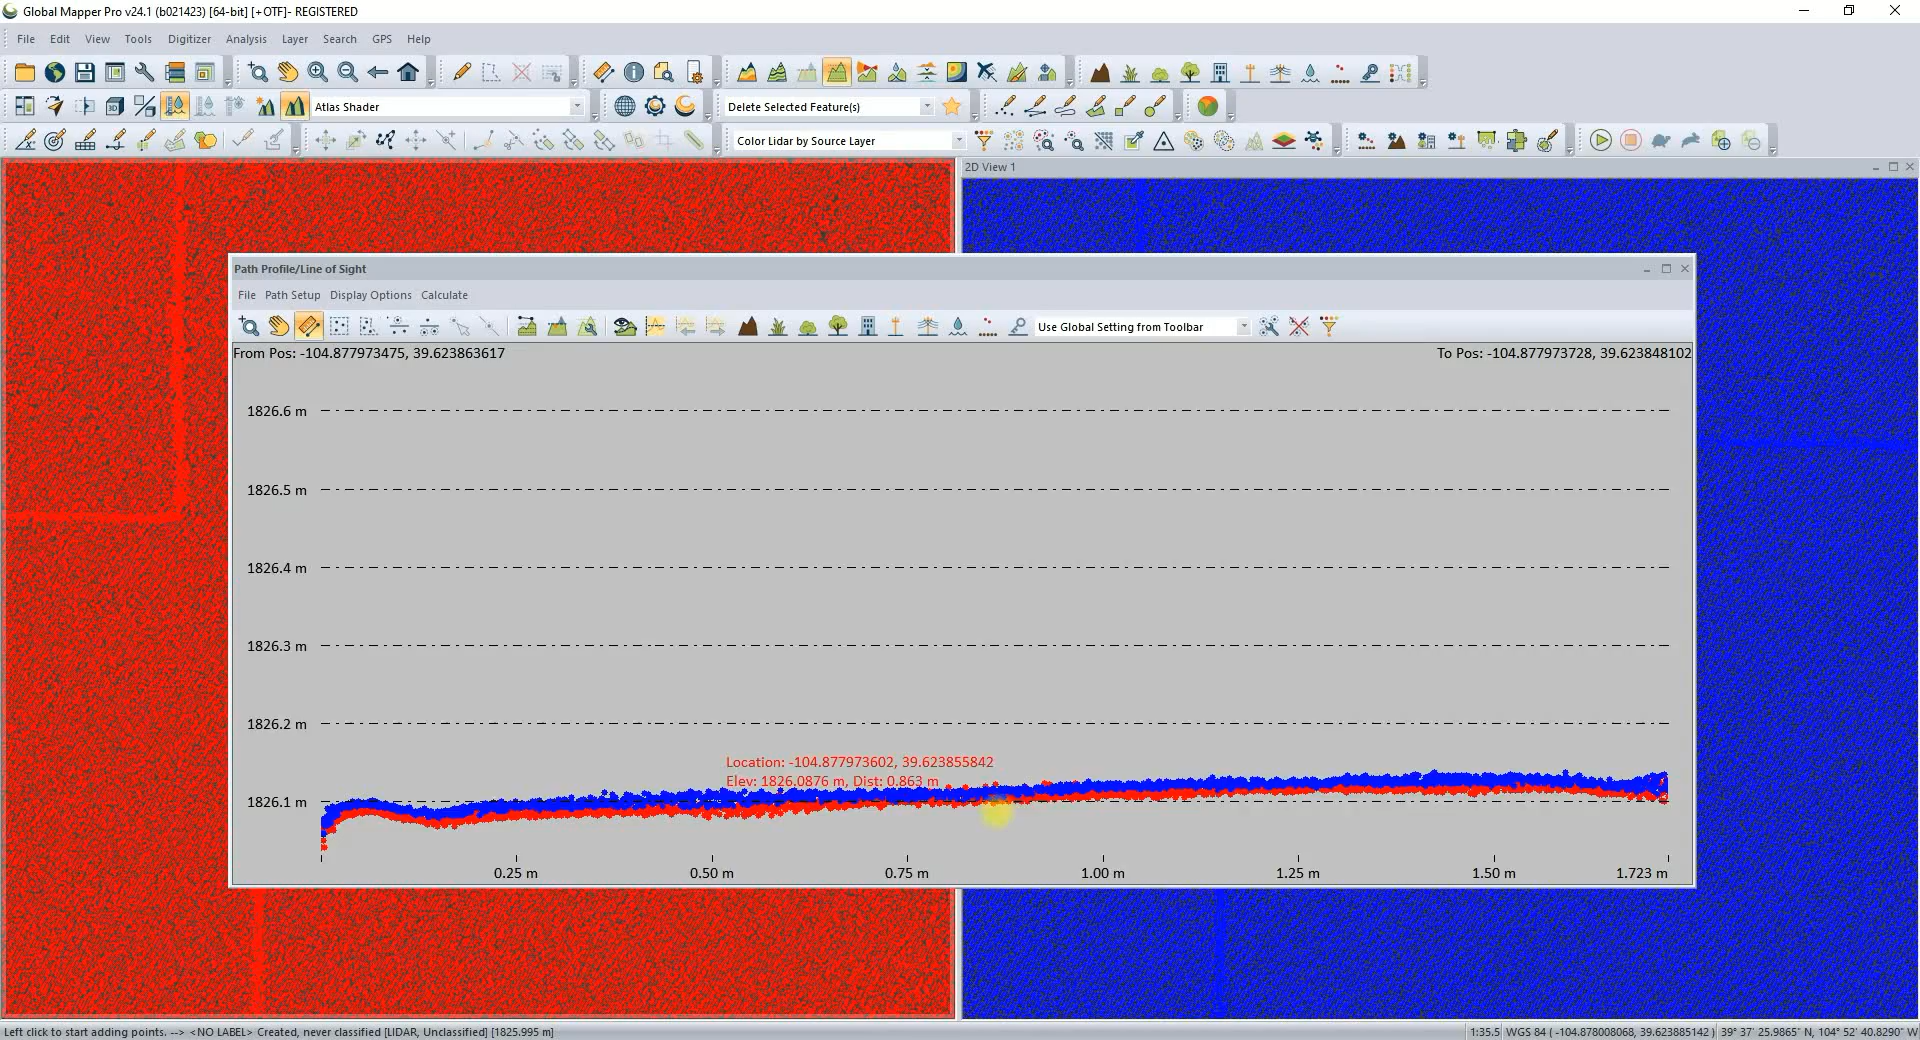 Global Mapper Pro v24.1 (b021423) [64-bit] [+OTF]- REGISTERED
File Edit View Tools Digitizer Analysis Layer Search GPS Help
Atlas Shader
Delete Selected Feature(s)
Color Lidar by Source Layer
2D View 1
Path Profile/Line of Sight
File Path Setup Display Options Calculate
Use Global Setting from Toolbar
From Pos: -104.877973475, 39.623863617
To Pos: -104.877973728, 39.623848102
1826.6 m
1826.5 m
1826.4 m
1826.3 m
1826.2 m
Location: -104.877973602, 39.623855842
Elev: 1826.0876 m, Dist: 0.863 m
1826.1 m
0.25 m 0.50 m 0.75 m 1.00 m 1.25 m 1.50 m 1.723 m
Left click to start adding points. --> <NO LABEL> Created, never classified [LIDAR, Unclassified] [1825.995 m]
1:35.5 WGS 84 ( -104.878008068, 39.623885142 ) 39° 37' 25.9865" N, 104° 52' 40.8290" W